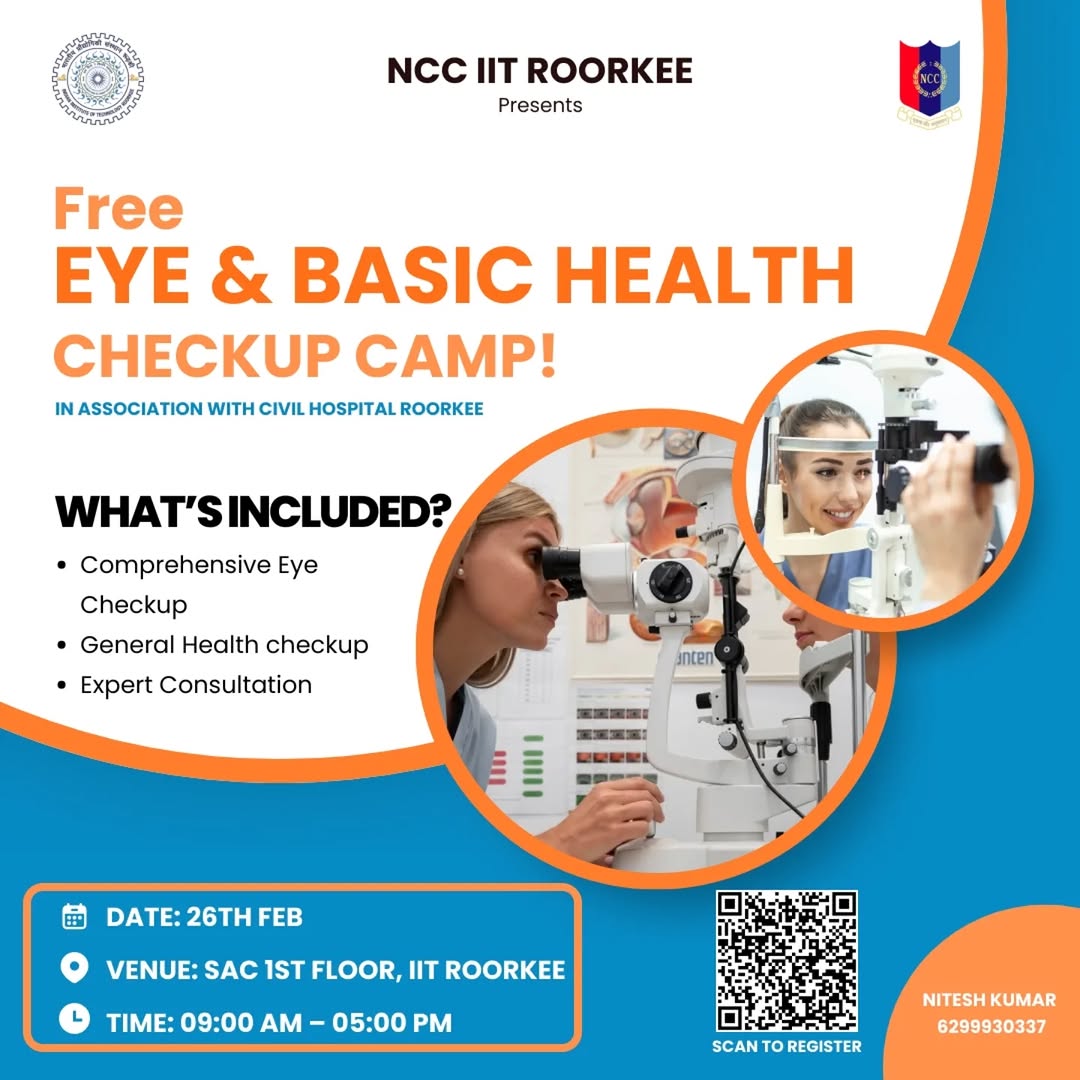 NCC IIT ROORKEE
Presents
NCC
Free
EYE & BASIC HEALTH
CHECKUP CAMP!
IN ASSOCIATION WITH CIVIL HOSPITAL ROORKEE
WHAT'S INCLUDED?
• Comprehensive Eye
Checkup
• General Health checkup
• Expert Consultation
DATE: 26TH FEB
VENUE: SAC 1ST FLOOR, IIT ROORKEE
TIME: 09:00 AM – 05:00 PM
SCAN TO REGISTER
NITESH KUMAR
6299930337